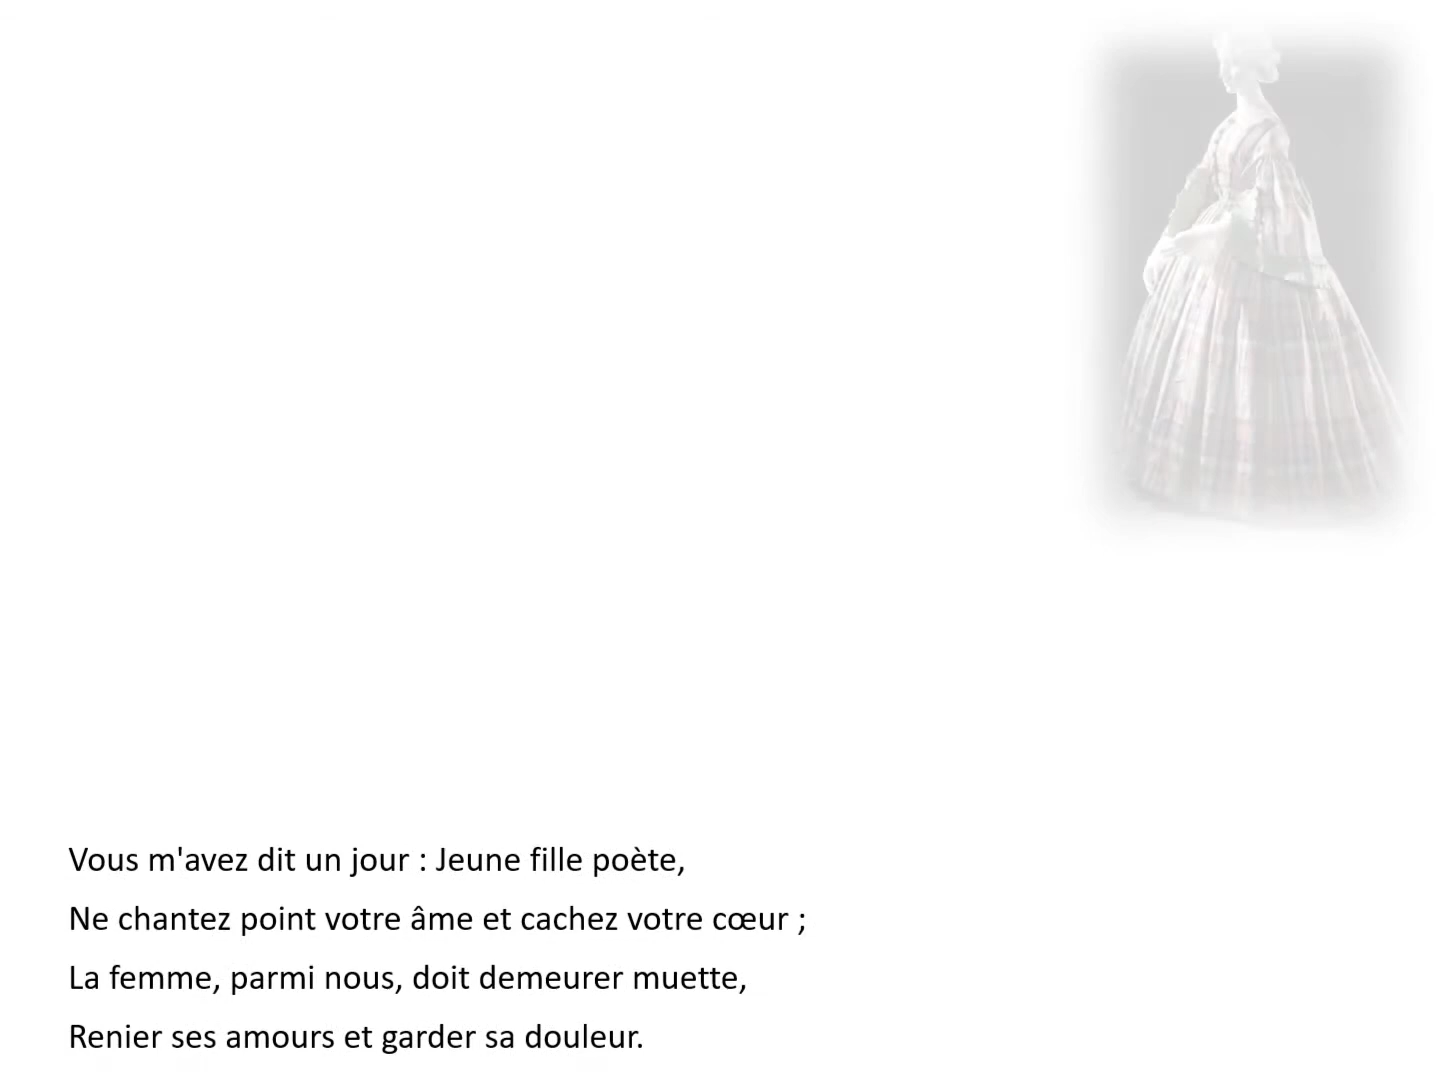 Vous m'avez dit un jour : Jeune fille poète,
Ne chantez point votre âme et cachez votre cœur ;
La femme, parmi nous, doit demeurer muette,
Renier ses amours et garder sa douleur.